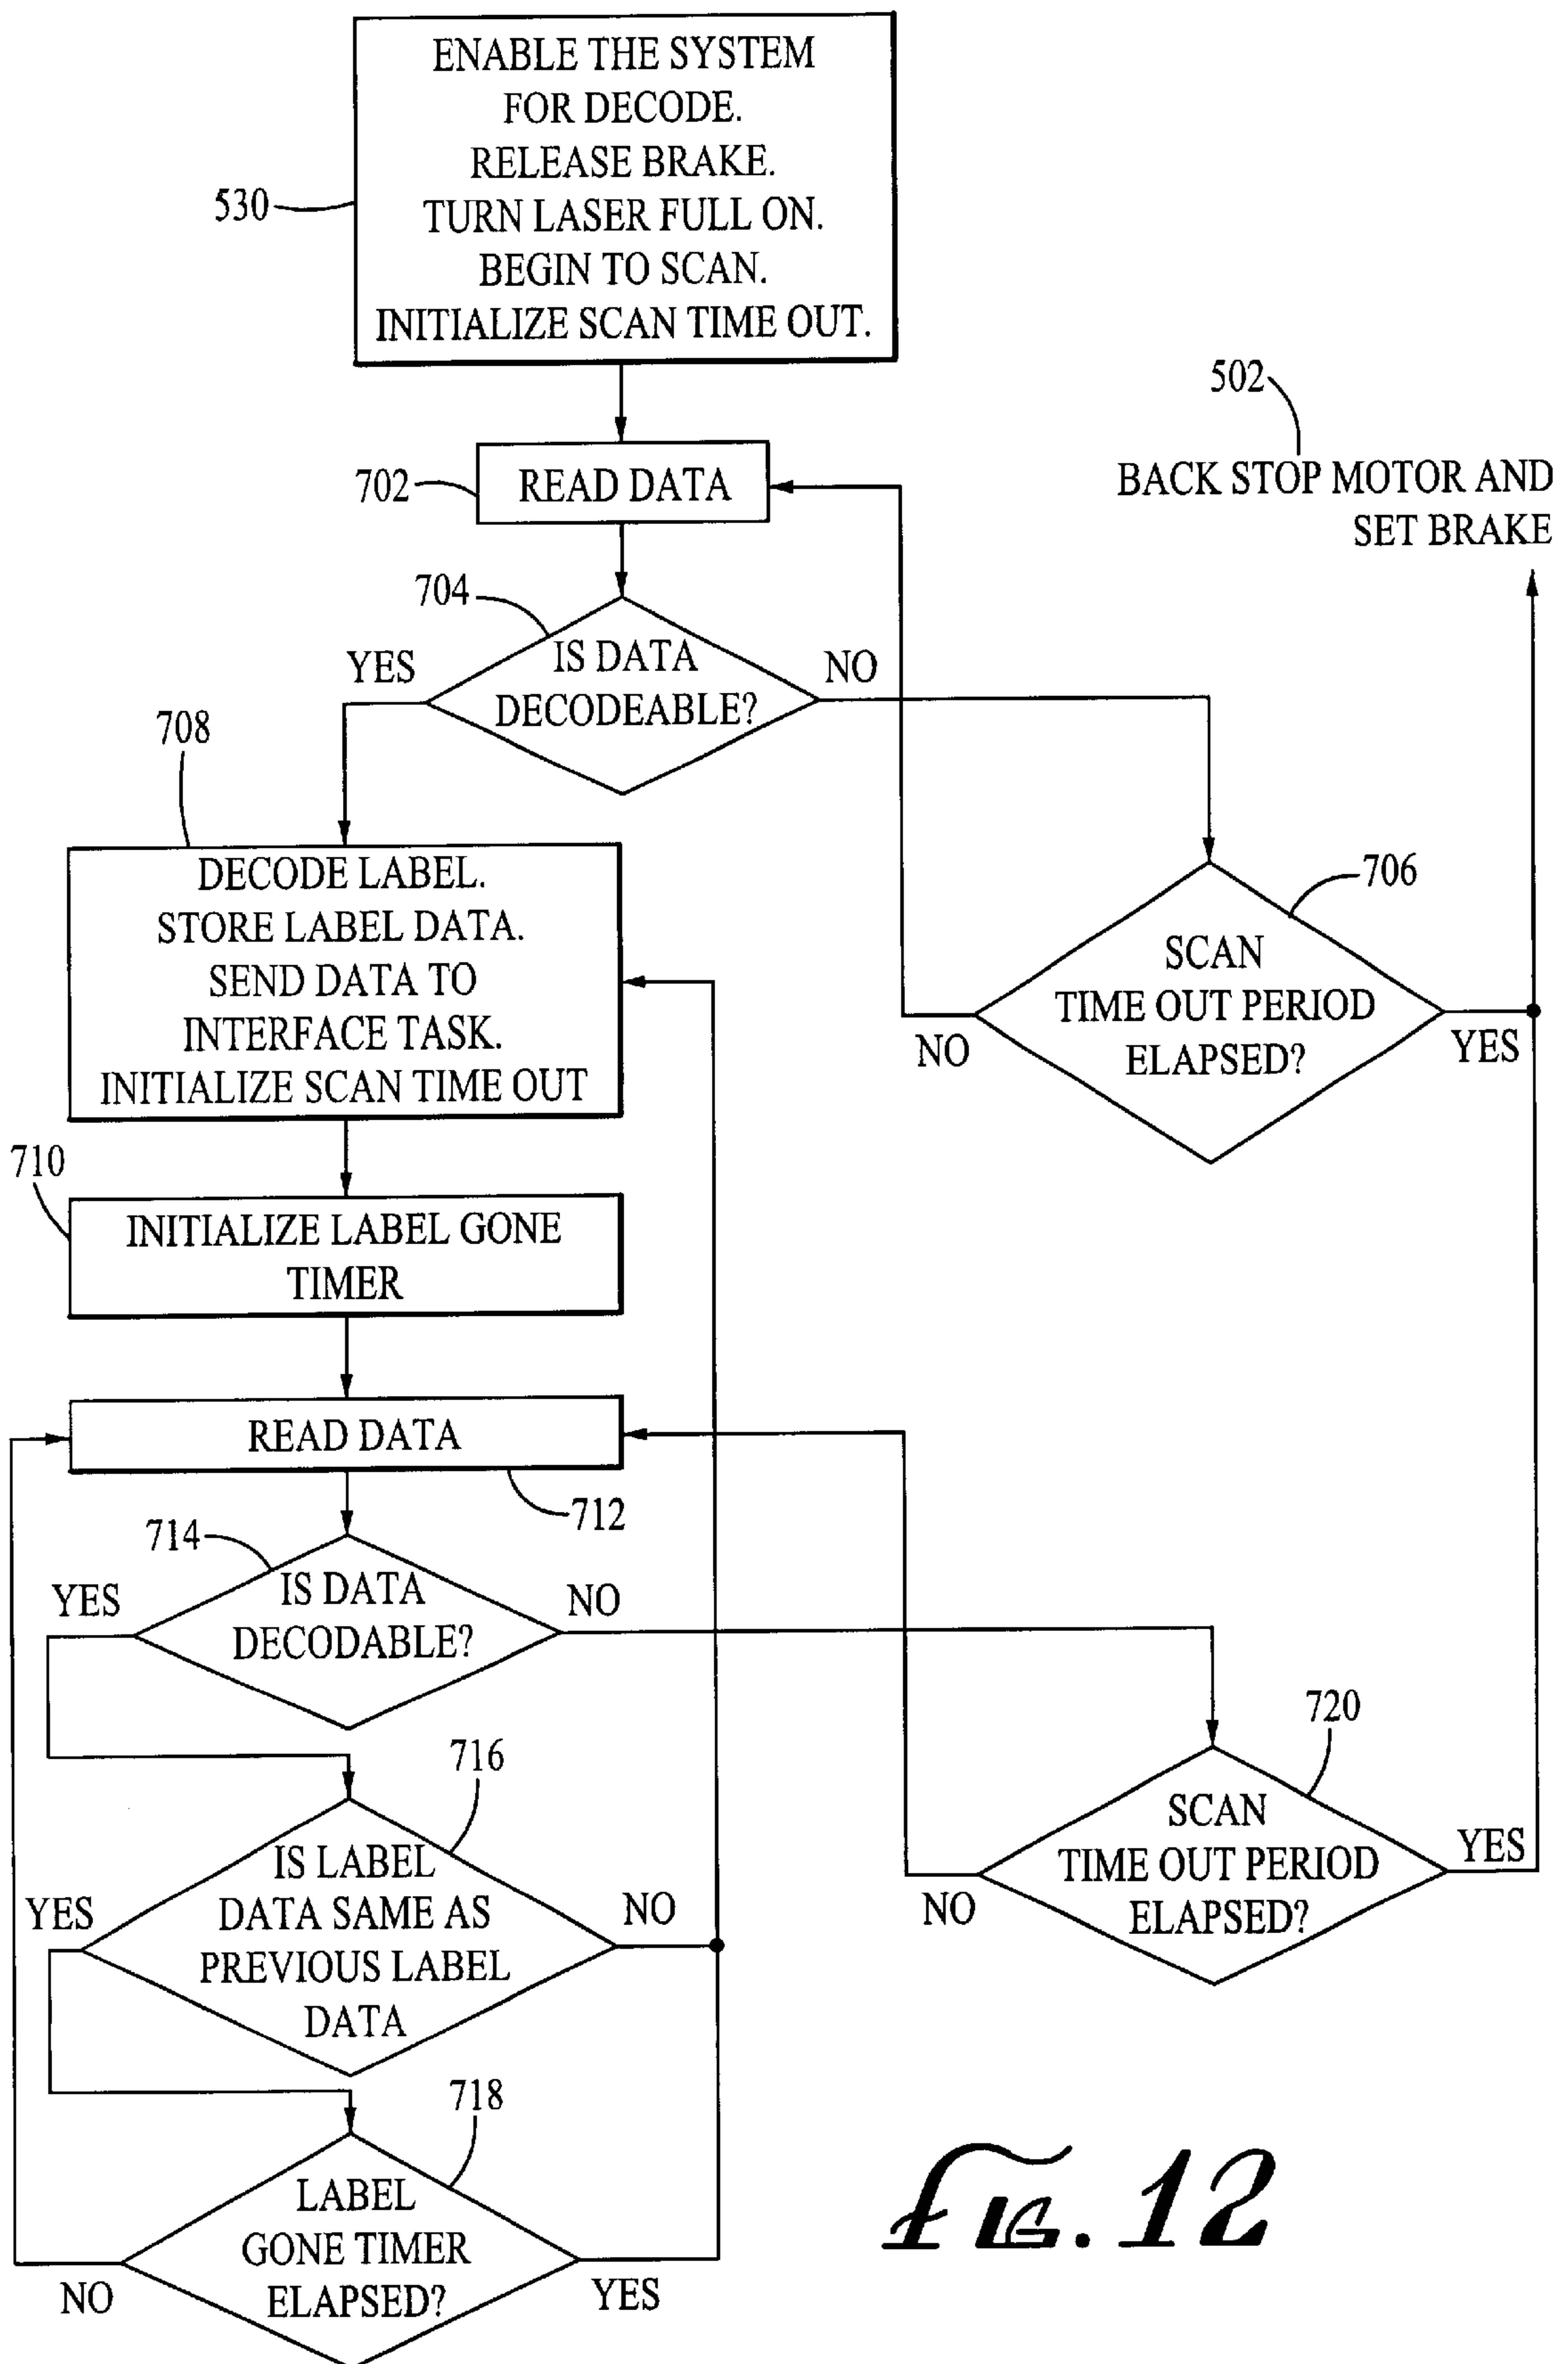 ENABLE THE SYSTEM
FOR DECODE.
RELEASE BRAKE.
TURN LASER FULL ON.
BEGIN TO SCAN.
INITIALIZE SCAN TIME OUT.
530
502
BACK STOP MOTOR AND
SET BRAKE
702
READ DATA
704
YES
IS DATA
DECODEABLE?
NO
708
DECODE LABEL.
STORE LABEL DATA.
SEND DATA TO
INTERFACE TASK.
INITIALIZE SCAN TIME OUT
706
SCAN
TIME OUT PERIOD
ELAPSED?
NO
YES
710
INITIALIZE LABEL GONE
TIMER
READ DATA
712
714
YES
IS DATA
DECODABLE?
NO
716
YES
IS LABEL
DATA SAME AS
PREVIOUS LABEL
DATA
NO
720
SCAN
TIME OUT PERIOD
ELAPSED?
NO
YES
718
LABEL
GONE TIMER
ELAPSED?
NO
YES
FIG. 12